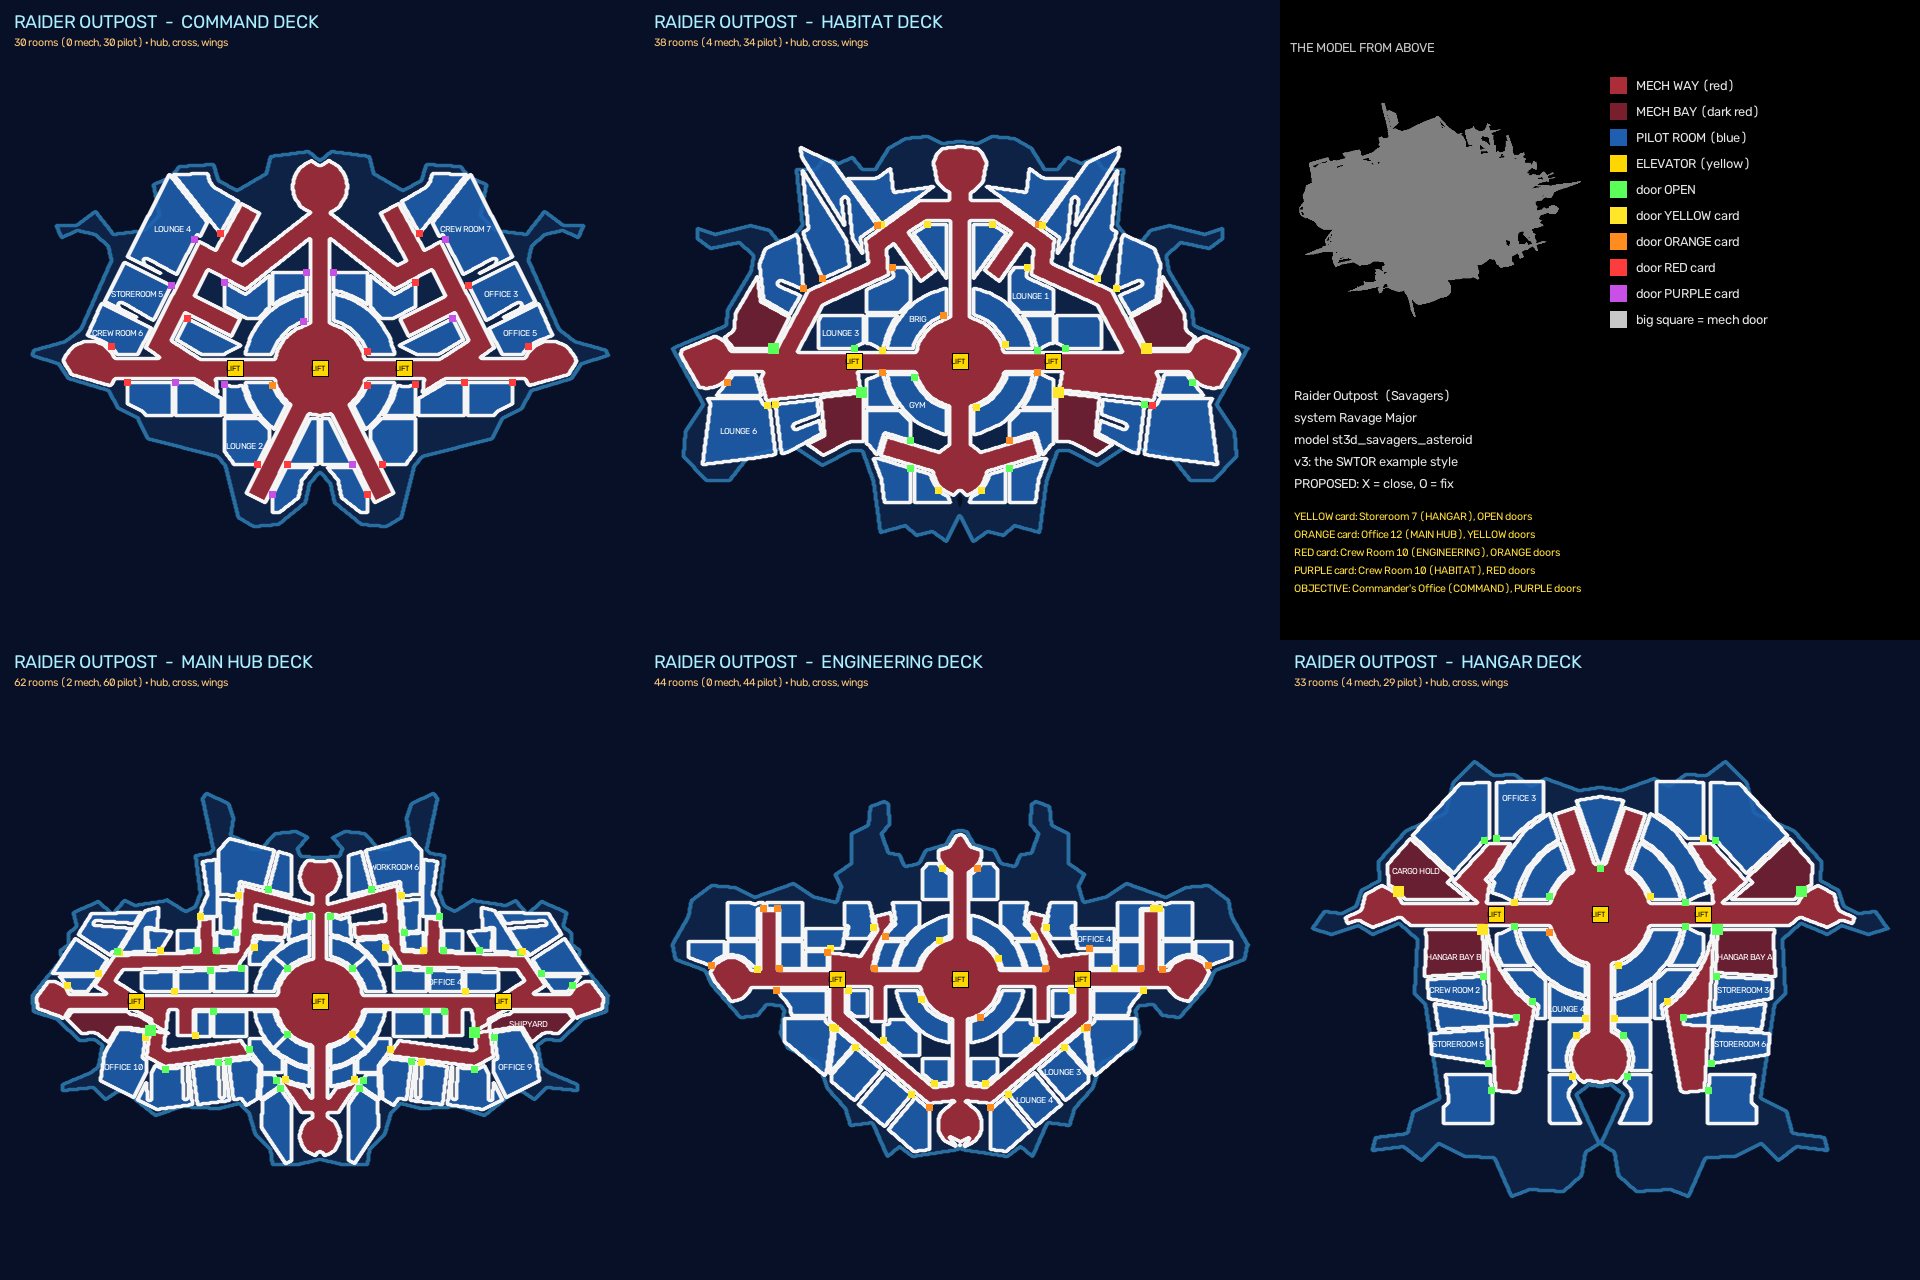 RAIDER OUTPOST - COMMAND DECK
30 rooms (0 mech, 30 pilot) • hub, cross, wings
LOUNGE 4
CREW ROOM 7
STOREROOM 5
OFFICE 3
CREW ROOM 6
OFFICE 5
LIFT
LIFT
LIFT
LOUNGE 2
RAIDER OUTPOST - HABITAT DECK
38 rooms (4 mech, 34 pilot) • hub, cross, wings
LOUNGE 1
BRIG
LOUNGE 3
LIFT
LIFT
LIFT
GYM
LOUNGE 6
THE MODEL FROM ABOVE
MECH WAY (red)
MECH BAY (dark red)
PILOT ROOM (blue)
ELEVATOR (yellow)
door OPEN
door YELLOW card
door ORANGE card
door RED card
door PURPLE card
big square = mech door
Raider Outpost (Savagers)
system Ravage Major
model st3d_savagers_asteroid
v3: the SWTOR example style
PROPOSED: X = close, O = fix
YELLOW card: Storeroom 7 (HANGAR), OPEN doors
ORANGE card: Office 12 (MAIN HUB), YELLOW doors
RED card: Crew Room 10 (ENGINEERING), ORANGE doors
PURPLE card: Crew Room 10 (HABITAT), RED doors
OBJECTIVE: Commander's Office (COMMAND), PURPLE doors
RAIDER OUTPOST - MAIN HUB DECK
62 rooms (2 mech, 60 pilot) • hub, cross, wings
WORKROOM 6
OFFICE 4
LIFT
LIFT
LIFT
SHIPYARD
OFFICE 10
OFFICE 9
RAIDER OUTPOST - ENGINEERING DECK
44 rooms (0 mech, 44 pilot) • hub, cross, wings
OFFICE 4
LIFT
LIFT
LIFT
LOUNGE 3
LOUNGE 4
RAIDER OUTPOST - HANGAR DECK
33 rooms (4 mech, 29 pilot) • hub, cross, wings
OFFICE 3
CARGO HOLD
LIFT
LIFT
LIFT
HANGAR BAY B
HANGAR BAY A
CREW ROOM 2
STOREROOM 3
LOUNGE 4
STOREROOM 5
STOREROOM 6